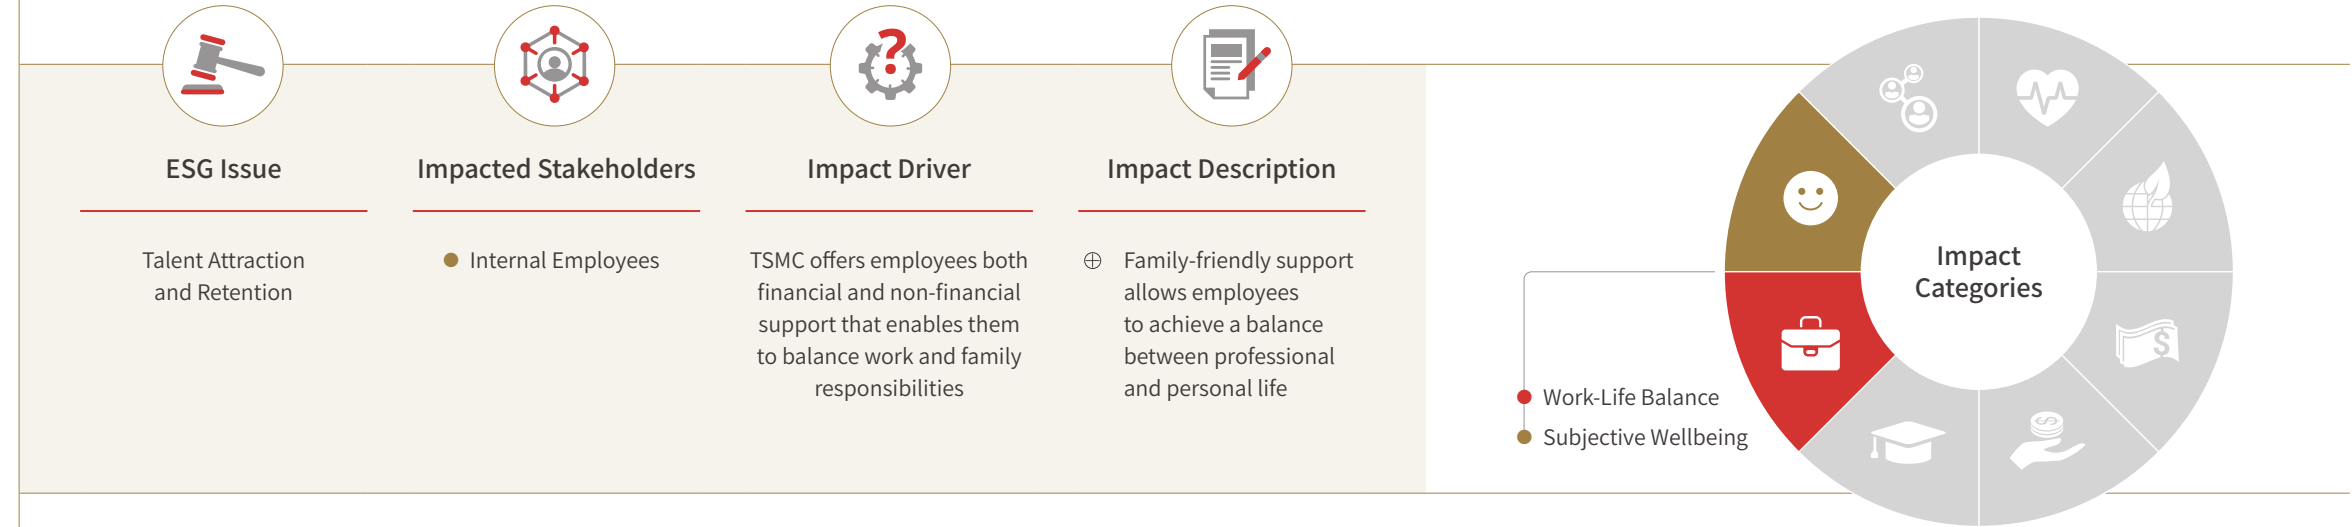 ESG Issue
Talent Attraction
and Retention
Impacted Stakeholders
Internal Employees
Impact Driver
TSMC offers employees both
financial and non-financial
support that enables them
to balance work and family
responsibilities
Impact Description
Family-friendly support
allows employees
to achieve a balance
between professional
and personal life
Work-Life Balance
Subjective Wellbeing
Impact
Categories